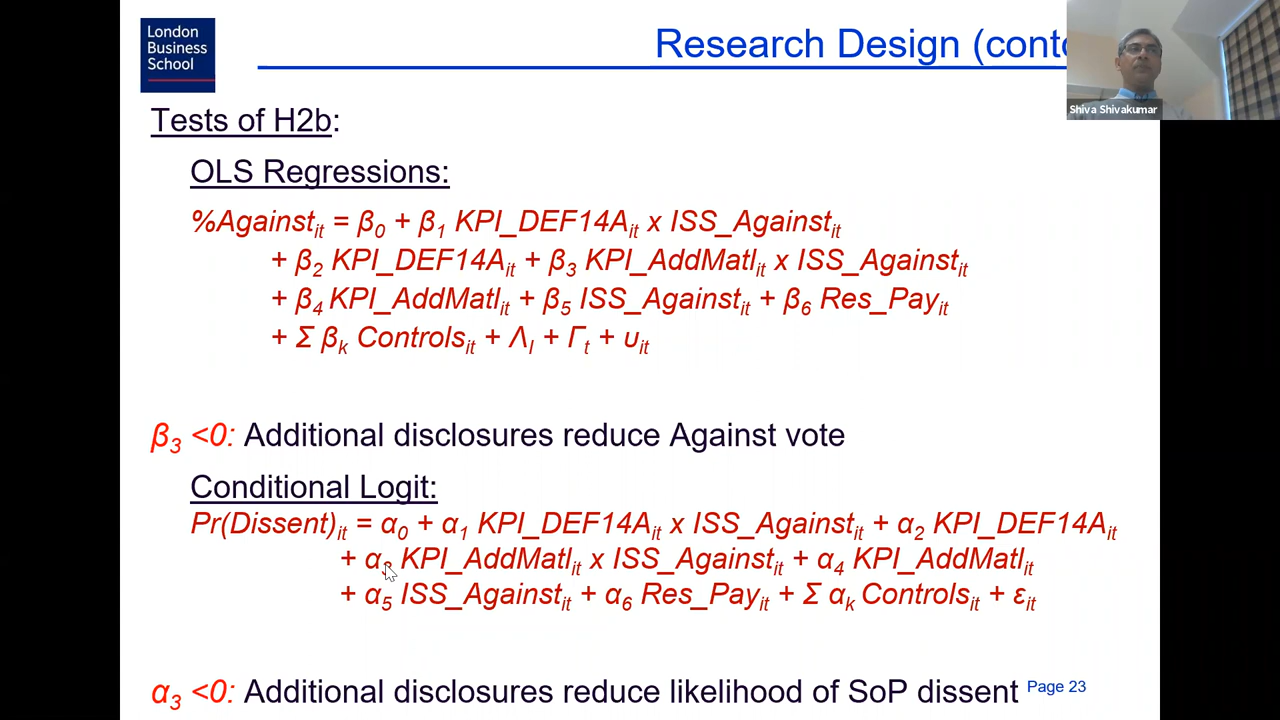 London
Business
School
Research Design (conto
Shiva Shivakumar
Tests of H2b:
OLS Regressions:
%Against_it = β_0 + β_1 KPI_DEF14A_it x ISS_Against_it
+ β_2 KPI_DEF14A_it + β_3 KPI_AddMatl_it x ISS_Against_it
+ β_4 KPI_AddMatl_it + β_5 ISS_Against_it + β_6 Res_Pay_it
+ Σ β_k Controls_it + Λ_I + Γ_t + υ_it
β_3 <0: Additional disclosures reduce Against vote
Conditional Logit:
Pr(Dissent)_it = α_0 + α_1 KPI_DEF14A_it x ISS_Against_it + α_2 KPI_DEF14A_it
+ α_3 KPI_AddMatl_it x ISS_Against_it + α_4 KPI_AddMatl_it
+ α_5 ISS_Against_it + α_6 Res_Pay_it + Σ α_k Controls_it + ε_it
α_3 <0: Additional disclosures reduce likelihood of SoP dissent
Page 23